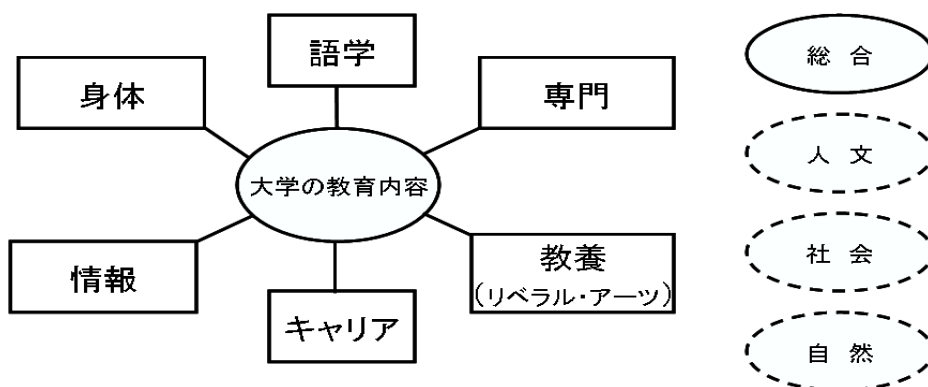 語学
身体
専門
大学の教育内容
情報
キャリア
教養
(リベラル・アーツ)
総 合
人 文
社 会
自 然